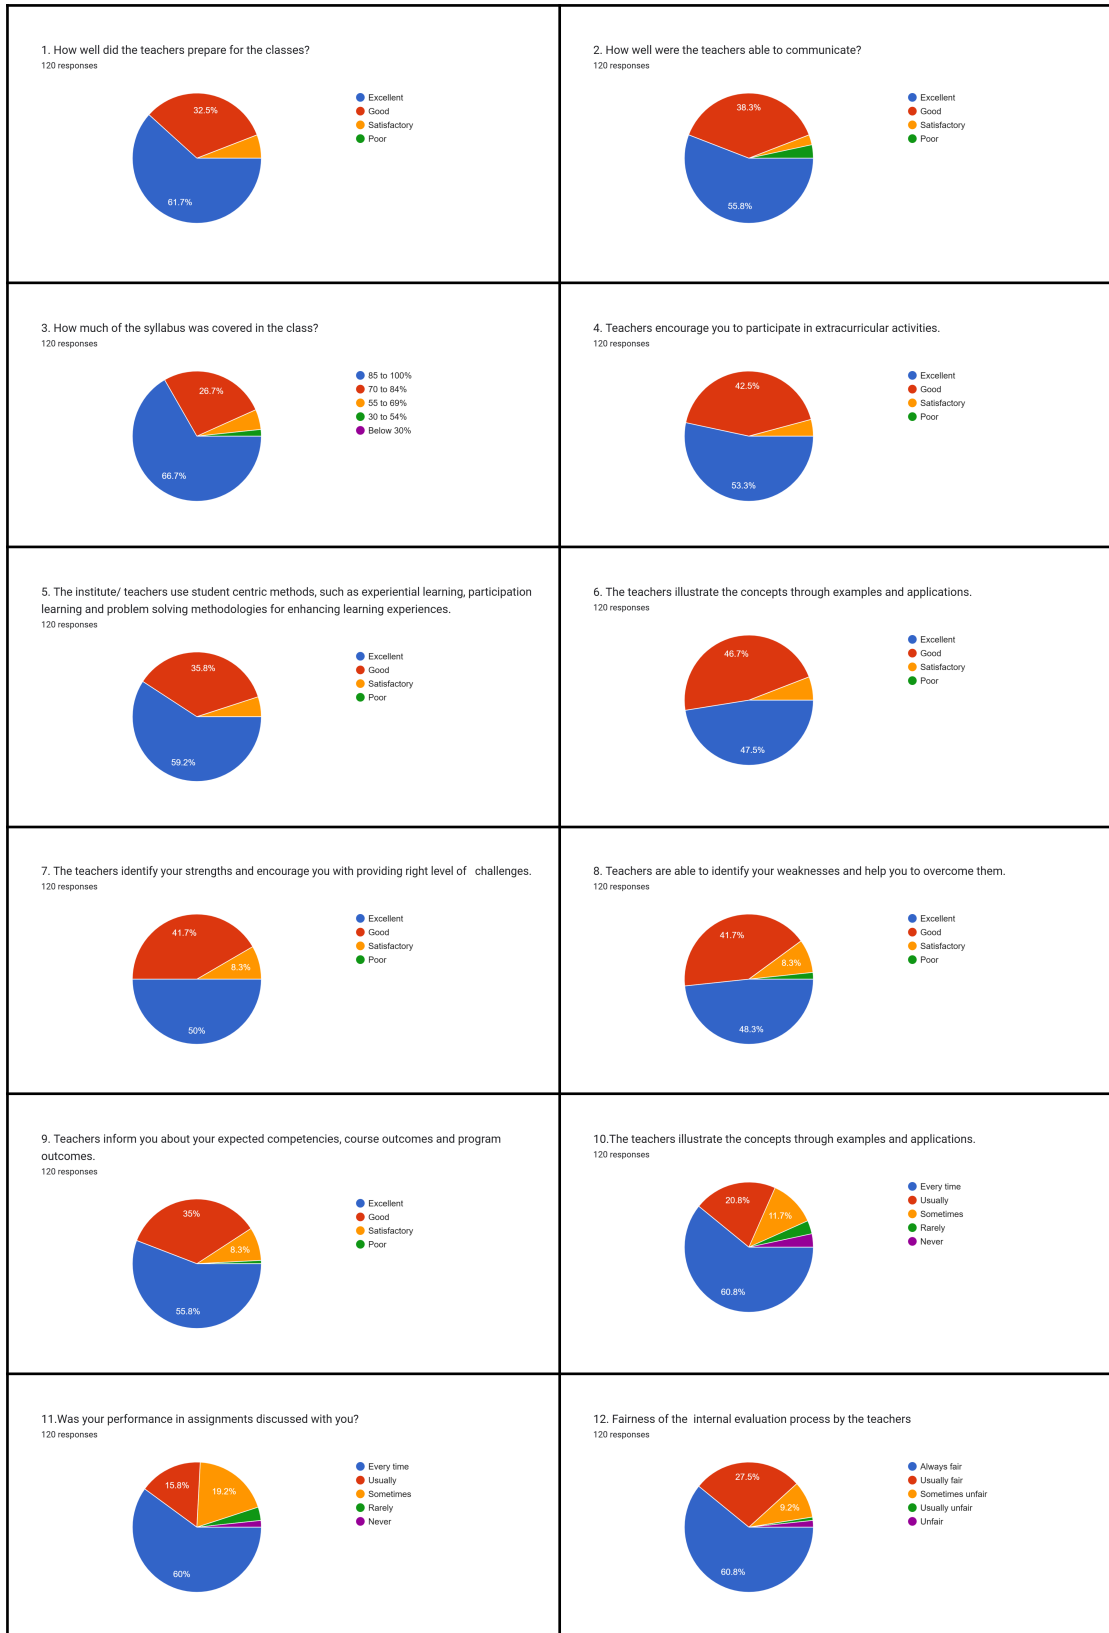 1. How well did the teachers prepare for the classes?
120 responses
32.5%
61.7%
Excellent
Good
Satisfactory
Poor
2. How well were the teachers able to communicate?
120 responses
38.3%
55.8%
Excellent
Good
Satisfactory
Poor
3. How much of the syllabus was covered in the class?
120 responses
26.7%
66.7%
85 to 100%
70 to 84%
55 to 69%
30 to 54%
Below 30%
4. Teachers encourage you to participate in extracurricular activities.
120 responses
42.5%
53.3%
Excellent
Good
Satisfactory
Poor
5. The institute/ teachers use student centric methods, such as experiential learning, participation
learning and problem solving methodologies for enhancing learning experiences.
120 responses
35.8%
59.2%
Excellent
Good
Satisfactory
Poor
6. The teachers illustrate the concepts through examples and applications.
120 responses
46.7%
47.5%
Excellent
Good
Satisfactory
Poor
7. The teachers identify your strengths and encourage you with providing right level of challenges.
120 responses
41.7%
8.3%
50%
Excellent
Good
Satisfactory
Poor
8. Teachers are able to identify your weaknesses and help you to overcome them.
120 responses
41.7%
8.3%
48.3%
Excellent
Good
Satisfactory
Poor
9. Teachers inform you about your expected competencies, course outcomes and program
outcomes.
120 responses
35%
8.3%
55.8%
Excellent
Good
Satisfactory
Poor
10.The teachers illustrate the concepts through examples and applications.
120 responses
20.8%
11.7%
60.8%
Every time
Usually
Sometimes
Rarely
Never
11.Was your performance in assignments discussed with you?
120 responses
15.8%
19.2%
60%
Every time
Usually
Sometimes
Rarely
Never
12. Fairness of the internal evaluation process by the teachers
120 responses
27.5%
9.2%
60.8%
Always fair
Usually fair
Sometimes unfair
Usually unfair
Unfair